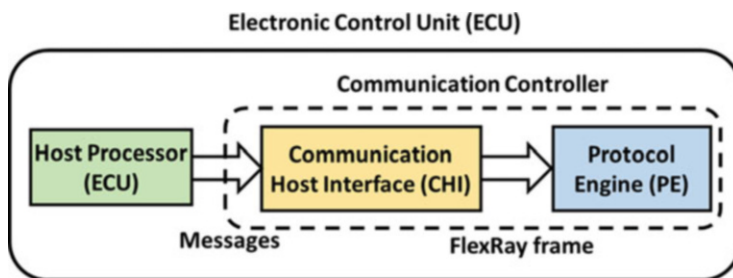 Electronic Control Unit (ECU)
Communication Controller
Host Processor
(ECU)
Communication
Host Interface (CHI)
Protocol
Engine (PE)
Messages
FlexRay frame